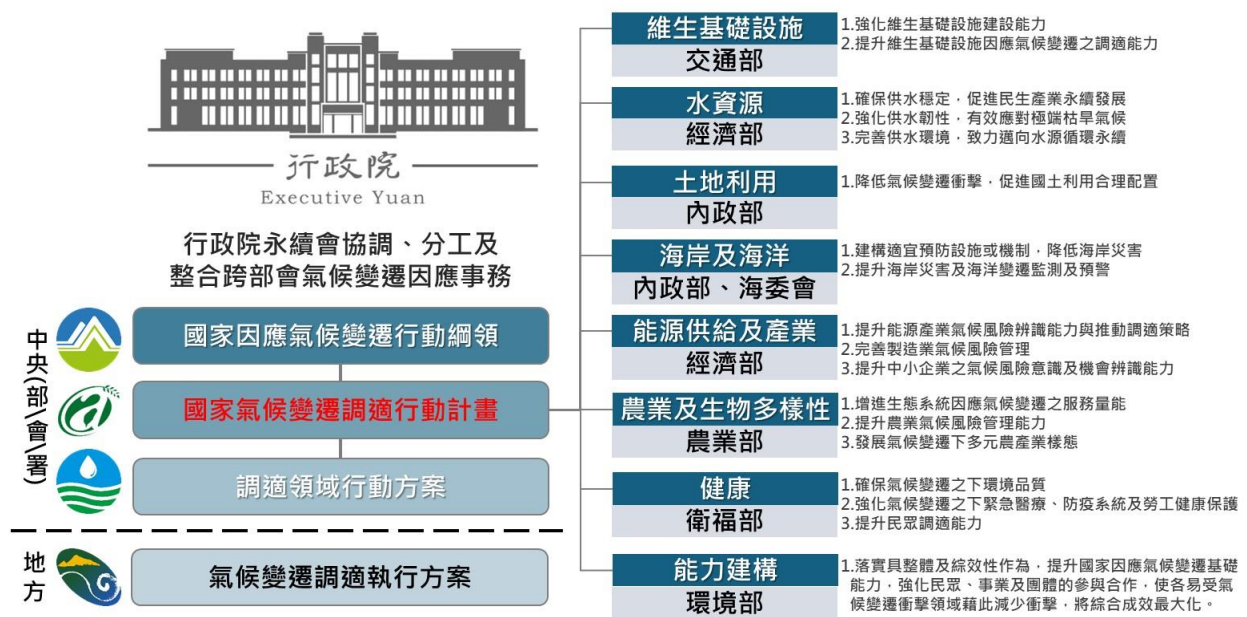 行政院
Executive Yuan
行政院永續會協調、分工及
整合跨部會氣候變遷因應事務
中央(部\會\署)
國家因應氣候變遷行動綱領
國家氣候變遷調適行動計畫
調適領域行動方案
地方
氣候變遷調適執行方案
維生基礎設施
交通部
1.強化維生基礎設施建設能力
2.提升維生基礎設施因應氣候變遷之調適能力
水資源
經濟部
1.確保供水穩定，促進民生產業永續發展
2.強化供水韌性，有效應對極端枯旱氣候
3.完善供水環境，致力邁向水源循環永續
土地利用
內政部
1.降低氣候變遷衝擊，促進國土利用合理配置
海岸及海洋
內政部、海委會
1.建構適宜預防設施或機制，降低海岸災害
2.提升海岸災害及海洋變遷監測及預警
能源供給及產業
經濟部
1.提升能源產業氣候風險辨識能力與推動調適策略
2.完善製造業氣候風險管理
3.提升中小企業之氣候風險意識及機會辨識能力
農業及生物多樣性
農業部
1.增進生態系統因應氣候變遷之服務量能
2.提升農業氣候風險管理能力
3.發展氣候變遷下多元農產業樣態
健康
衛福部
1.確保氣候變遷之下環境品質
2.強化氣候變遷之下緊急醫療、防疫系統及勞工健康保護
3.提升民眾調適能力
能力建構
環境部
1.落實具整體及綜效性作為，提升國家因應氣候變遷基礎
能力，強化民眾、事業及團體的參與合作，使各易受氣
候變遷衝擊領域藉此減少衝擊，將綜合成效最大化。